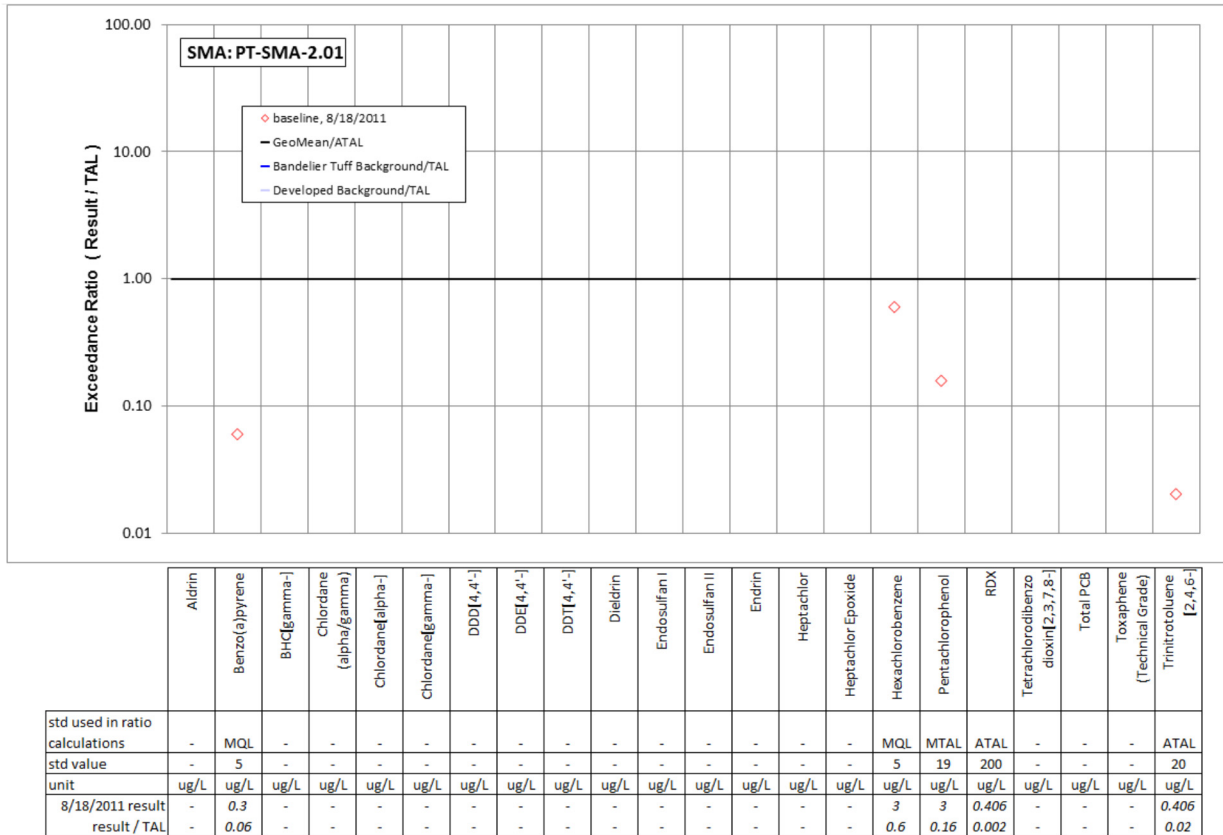 100.00
SMA: PT-SMA-2.01
baseline, 8/18/2011
GeoMean/ATAL
Bandelier Tuff Background/TAL
Developed Background/TAL
10.00
1.00
0.10
0.01
Exceedance Ratio ( Result / TAL )
Aldrin
Benzo(a)pyrene
BHC[gamma-]
Chlordane
(alpha/gamma)
Chlordane[alpha-]
Chlordane[gamma-]
DDD[4,4'-]
DDE[4,4'-]
DDT[4,4'-]
Dieldrin
Endosulfan I
Endosulfan II
Endrin
Heptachlor
Heptachlor Epoxide
Hexachlorobenzene
Pentachlorophenol
RDX
Tetrachlorodibenzo
dioxin[2,3,7,8-]
Total PCB
Toxaphene
(Technical Grade)
Trinitrotoluene
[2,4,6-]
std used in ratio
calculations - MQL - - - - - - - - - - - - - MQL MTAL ATAL - - - ATAL
std value - 5 - - - - - - - - - - - - - 5 19 200 - - - 20
unit ug/L ug/L ug/L ug/L ug/L ug/L ug/L ug/L ug/L ug/L ug/L ug/L ug/L ug/L ug/L ug/L ug/L ug/L ug/L ug/L ug/L ug/L
8/18/2011 result - 0.3 - - - - - - - - - - - - - 3 3 0.406 - - - 0.406
result / TAL - 0.06 - - - - - - - - - - - - - 0.6 0.16 0.002 - - - 0.02